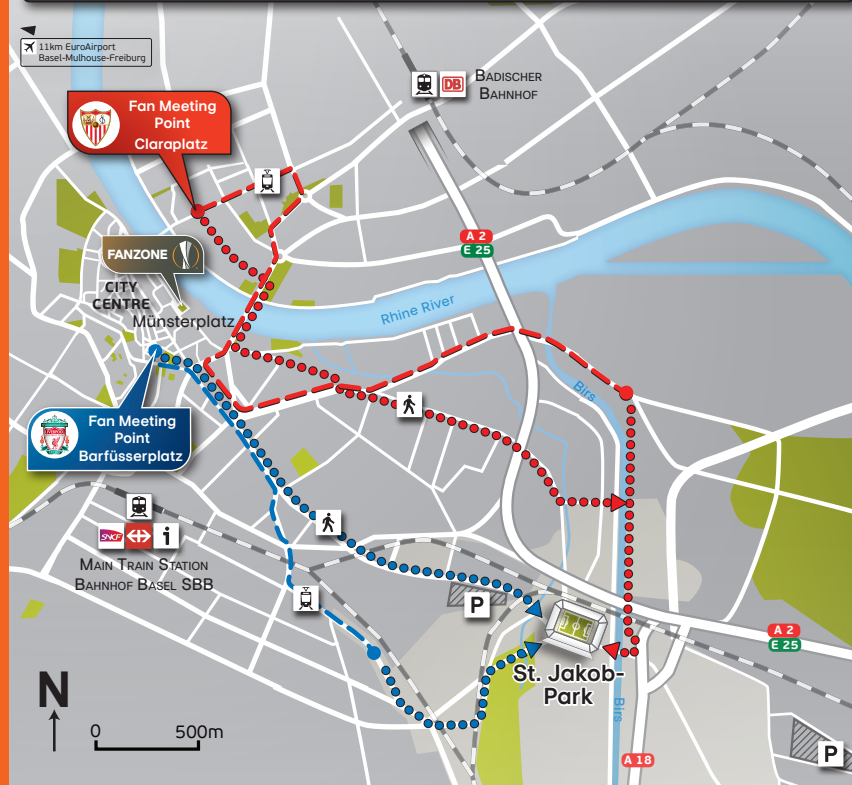 11km EuroAirport
Basel-Mulhouse-Freiburg
BADISCHER
BAHNHOF
DB
Fan Meeting
Point
Claraplatz
A 2
E 25
FANZONE
CITY
CENTRE
Münsterplatz
Rhine River
Birs
Fan Meeting
Point
Barfüsserplatz
SNCF
i
MAIN TRAIN STATION
BAHNHOF BASEL SBB
P
A 2
E 25
St. Jakob-
Park
N
0 500m
Birs
P
A 18